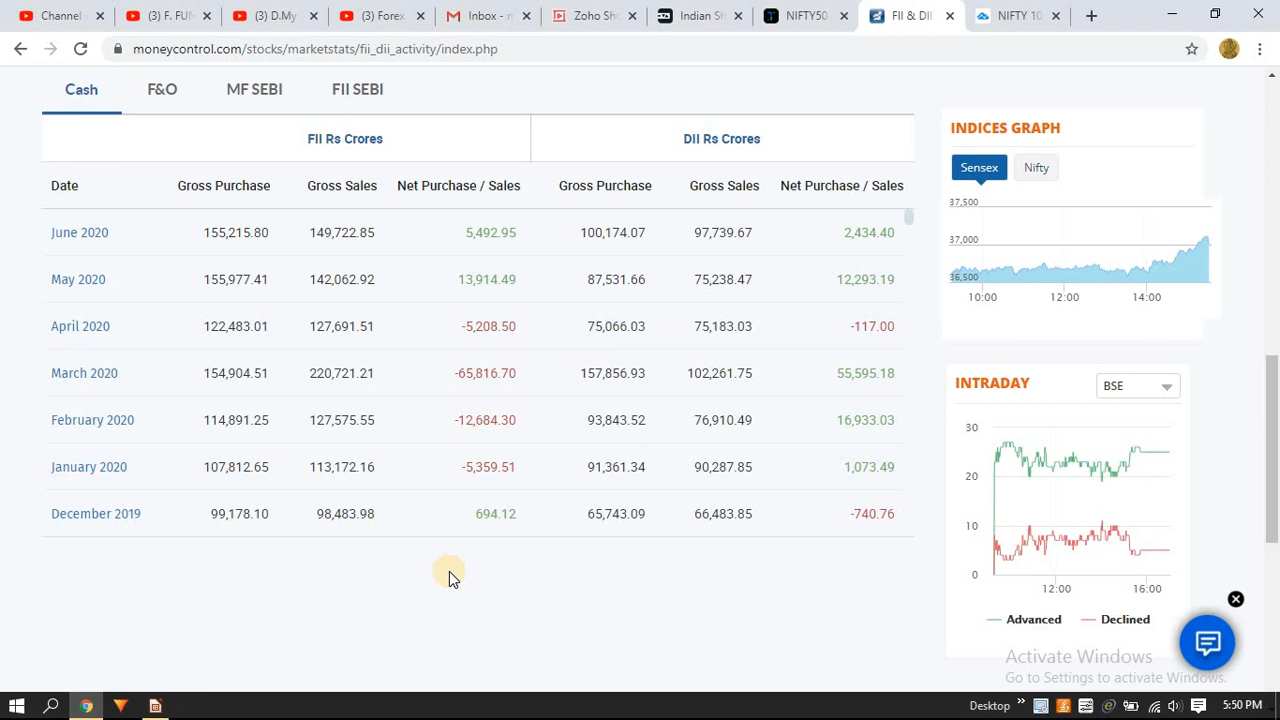 Channel
(3) F. FUN
(3) D.My
(3) Fore
Inbox -
Zoho Sho
Indian Sh
NIFTY50
FII & DII
NIFTY 10
moneycontrol.com/stocks/marketstats/fii_dii_activity/index.php
Cash F&O MF SEBI FII SEBI
FII Rs Crores DII Rs Crores
Date Gross Purchase Gross Sales Net Purchase / Sales Gross Purchase Gross Sales Net Purchase / Sales
June 2020 155,215.80 149,722.85 5,492.95 100,174.07 97,739.67 2,434.40
May 2020 155,977.41 142,062.92 13,914.49 87,531.66 75,238.47 12,293.19
April 2020 122,483.01 127,691.51 -5,208.50 75,066.03 75,183.03 -117.00
March 2020 154,904.51 220,721.21 -65,816.70 157,856.93 102,261.75 55,595.18
February 2020 114,891.25 127,575.55 -12,684.30 93,843.52 76,910.49 16,933.03
January 2020 107,812.65 113,172.16 -5,359.51 91,361.34 90,287.85 1,073.49
December 2019 99,178.10 98,483.98 694.12 65,743.09 66,483.85 -740.76
INDICES GRAPH
Sensex Nifty
37,500
37,000
36,500
10:00 12:00 14:00
INTRADAY BSE
30
20
10
0
12:00 16:00
Advanced Declined
Activate Windows
Go to Settings to activate Windows.
Desktop 5:50 PM